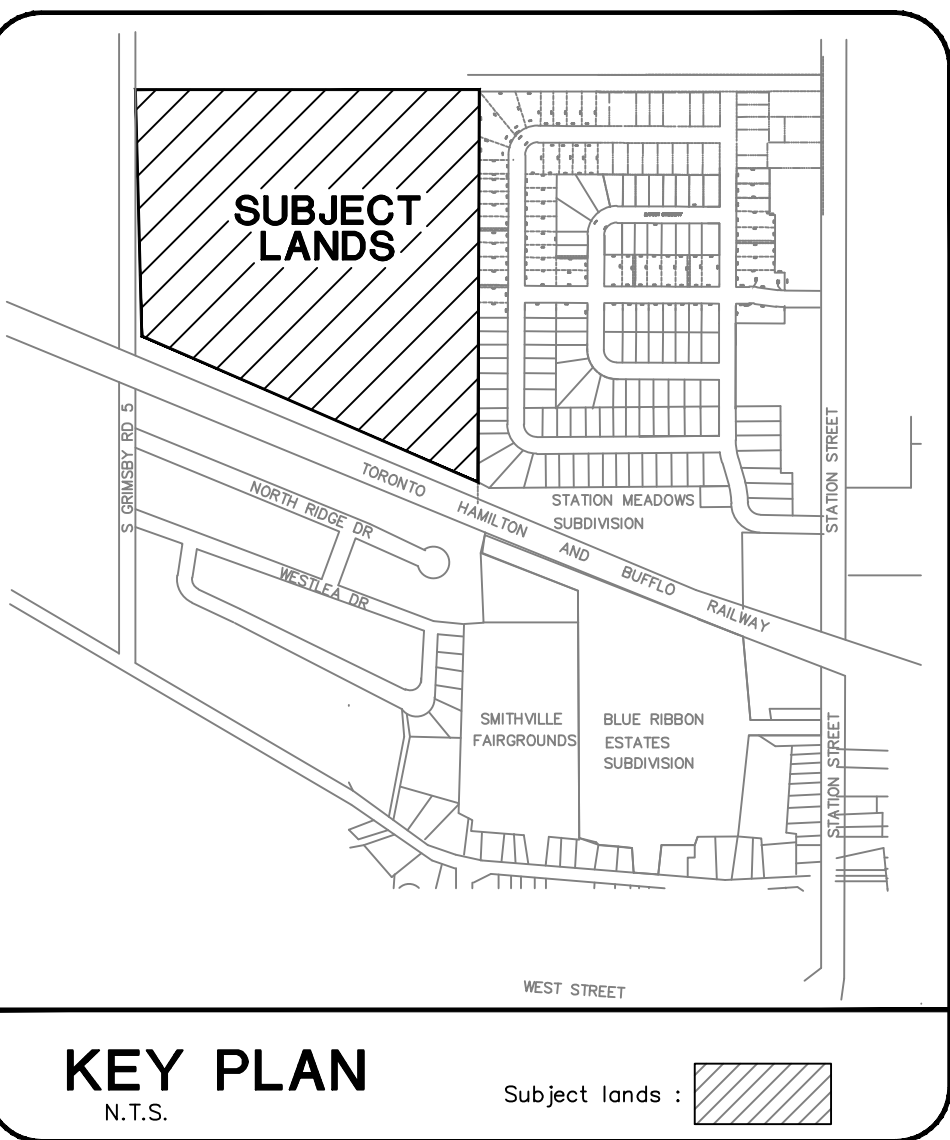 SUBJECT
LANDS
S GRIMSBY RD 5
STATION STREET
TORONTO HAMILTON AND BUFFLO RAILWAY
NORTH RIDGE DR
STATION MEADOWS
SUBDIVISION
WESTLEA DR
SMITHVILLE
FAIRGROUNDS
BLUE RIBBON
ESTATES
SUBDIVISION
STATION STREET
WEST STREET
KEY PLAN
N.T.S.
Subject lands :